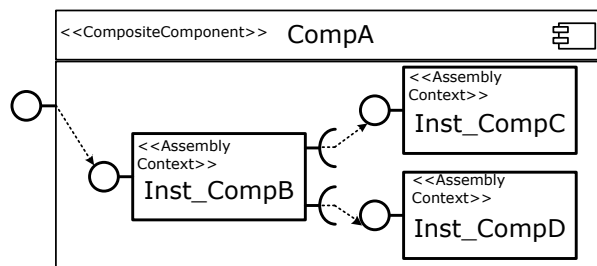 <<CompositeComponent>> CompA
<<Assembly
Context>>
Inst_CompC
<<Assembly
Context>>
Inst_CompB
<<Assembly
Context>>
Inst_CompD